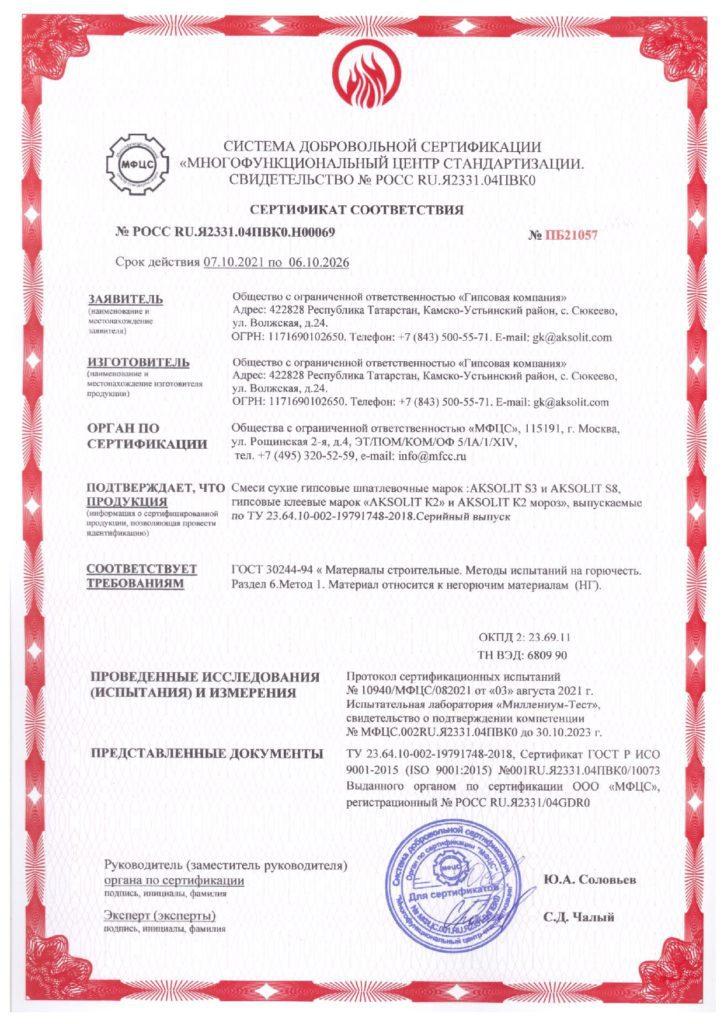 МФЦС
СИСТЕМА ДОБРОВОЛЬНОЙ СЕРТИФИКАЦИИ
«МНОГОФУНКЦИОНАЛЬНЫЙ ЦЕНТР СТАНДАРТИЗАЦИИ.
СВИДЕТЕЛЬСТВО № РОСС RU.Я2331.04ПВК0
СЕРТИФИКАТ СООТВЕТСТВИЯ
№ РОСС RU.Я2331.04ПВК0.Н00069
№ ПБ21057
Срок действия 07.10.2021 по 06.10.2026
ЗАЯВИТЕЛЬ
(наименование и
местонахождение
заявителя)
Общество с ограниченной ответственностью «Гипсовая компания»
Адрес: 422828 Республика Татарстан, Камско-Устьинский район, с. Сюкеево,
ул. Волжская, д.24.
ОГРН: 1171690102650. Телефон: +7 (843) 500-55-71. E-mail: gk@aksolit.com
ИЗГОТОВИТЕЛЬ
(наименование и
местонахождение изготовителя
продукции)
Общество с ограниченной ответственностью «Гипсовая компания»
Адрес: 422828 Республика Татарстан, Камско-Устьинский район, с. Сюкеево,
ул. Волжская, д.24.
ОГРН: 1171690102650. Телефон: +7 (843) 500-55-71. E-mail: gk@aksolit.com
ОРГАН ПО
СЕРТИФИКАЦИИ
Общества с ограниченной ответственностью «МФЦС», 115191, г. Москва,
ул. Рощинская 2-я, д.4, ЭТ/ПОМ/КОМ/ОФ 5/IА/1/XIV,
тел. +7 (495) 320-52-59, e-mail: info@mfcc.ru
ПОДТВЕРЖДАЕТ, ЧТО
ПРОДУКЦИЯ
(информация о сертифицированной
продукции, позволяющая провести
идентификацию)
Смеси сухие гипсовые шпатлевочные марок :AKSOLIT S3 и AKSOLIT S8,
гипсовые клеевые марок «AKSOLIT K2» и AKSOLIT K2 мороз», выпускаемые
по ТУ 23.64.10-002-19791748-2018.Серийный выпуск
СООТВЕТСТВУЕТ
ТРЕБОВАНИЯМ
ГОСТ 30244-94 « Материалы строительные. Методы испытаний на горючесть.
Раздел 6.Метод 1. Материал относится к негорючим материалам (НГ).
ОКПД 2: 23.69.11
ТН ВЭД: 6809 90
ПРОВЕДЕННЫЕ ИССЛЕДОВАНИЯ
(ИСПЫТАНИЯ) И ИЗМЕРЕНИЯ
Протокол сертификационных испытаний
№ 10940/МФЦС/082021 от «03» августа 2021 г.
Испытательная лаборатория «Миллениум-Тест»,
свидетельство о подтверждении компетенции
№ МФЦС.002RU.Я2331.04ПВК0 до 30.10.2023 г.
ПРЕДСТАВЛЕННЫЕ ДОКУМЕНТЫ
ТУ 23.64.10-002-19791748-2018, Сертификат ГОСТ Р ИСО
9001-2015 (ISO 9001:2015) №001RU.Я2331.04ПВК0/10073
Выданного органом по сертификации ООО «МФЦС»,
регистрационный № РОСС RU.Я2331/04GDR0
Руководитель (заместитель руководителя)
органа по сертификации
подпись, инициалы, фамилия
Ю.А. Соловьев
Эксперт (эксперты)
подпись, инициалы, фамилия
С.Д. Чалый
Система добровольной сертификации
Орган по сертификации "МФЦС"
МФЦС
Для сертификатов